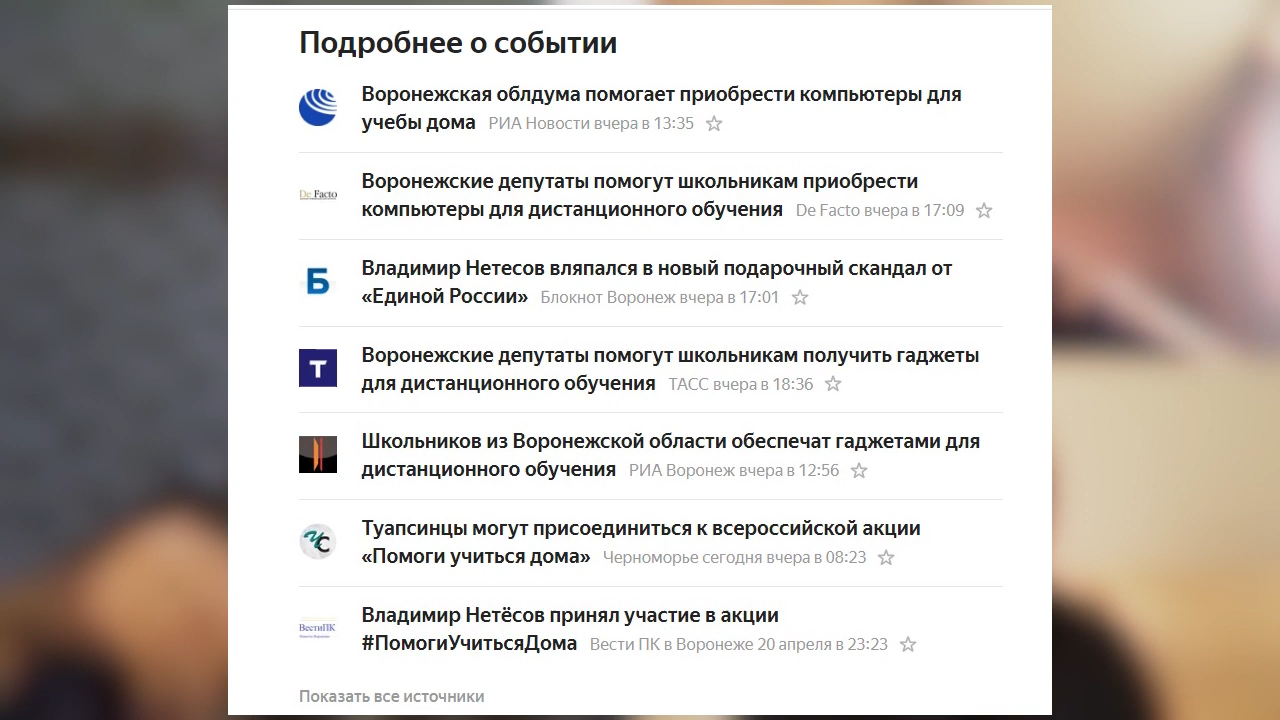 Подробнее о событии
Воронежская облдума помогает приобрести компьютеры для
учебы дома РИА Новости вчера в 13:35
De Facto
Воронежские депутаты помогут школьникам приобрести
компьютеры для дистанционного обучения De Facto вчера в 17:09
Б
Владимир Нетесов вляпался в новый подарочный скандал от
«Единой России» Блокнот Воронеж вчера в 17:01
Т
Воронежские депутаты помогут школьникам получить гаджеты
для дистанционного обучения ТАСС вчера в 18:36
Школьников из Воронежской области обеспечат гаджетами для
дистанционного обучения РИА Воронеж вчера в 12:56
ЧС
Туапсинцы могут присоединиться к всероссийской акции
«Помоги учиться дома» Черноморье сегодня вчера в 08:23
ВестиПК
Владимир Нетёсов принял участие в акции
#ПомогиУчитьсяДома Вести ПК в Воронеже 20 апреля в 23:23
Показать все источники